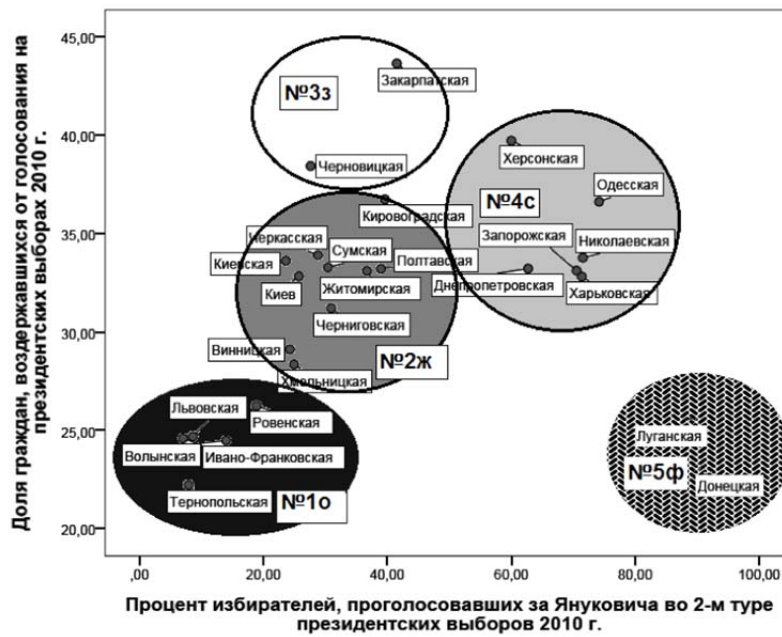 Доля граждан, воздержавшихся от голосования на
президентских выборах 2010 г.
45,00
40,00
35,00
30,00
25,00
20,00
№3з
Закарпатская
Черновицкая
Херсонская
№4с
Одесская
Кировоградская
Черкасская
Сумская
Запорожская
Николаевская
Киевская
Полтавская
Днепропетровская
Киев
Житомирская
Харьковская
Черниговская
Винницкая
№2ж
Хмельницкая
Львовская
Ровенская
Волынская
Ивано-Франковская
Тернопольская
№1о
Луганская
№5ф
Донецкая
,00 20,00 40,00 60,00 80,00 100,00
Процент избирателей, проголосовавших за Януковича во 2-м туре
президентских выборов 2010 г.